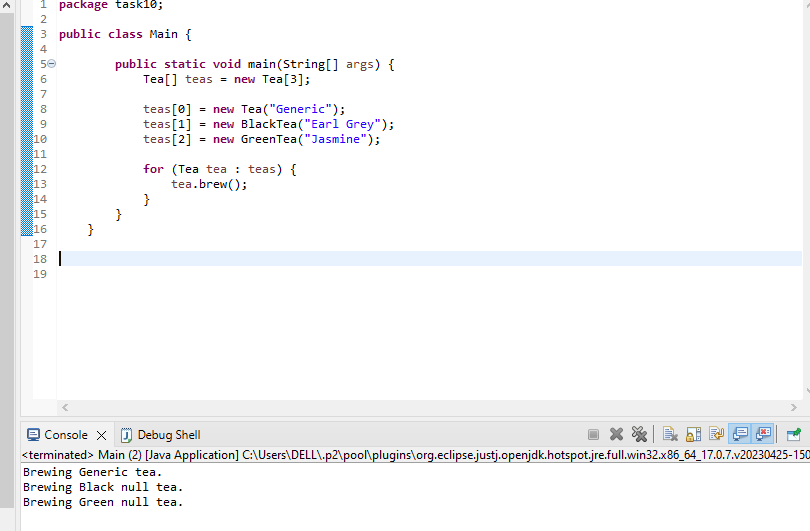 1 package task10;
2
3 public class Main {
4
5 public static void main(String[] args) {
6 Tea[] teas = new Tea[3];
7
8 teas[0] = new Tea("Generic");
9 teas[1] = new BlackTea("Earl Grey");
10 teas[2] = new GreenTea("Jasmine");
11
12 for (Tea tea : teas) {
13 tea.brew();
14 }
15 }
16 }
17
18
19
Console Debug Shell
<terminated> Main (2) [Java Application] C:\Users\DELL\.p2\pool\plugins\org.eclipse.justj.openjdk.hotspot.jre.full.win32.x86_64_17.0.7.v20230425-150
Brewing Generic tea.
Brewing Black null tea.
Brewing Green null tea.